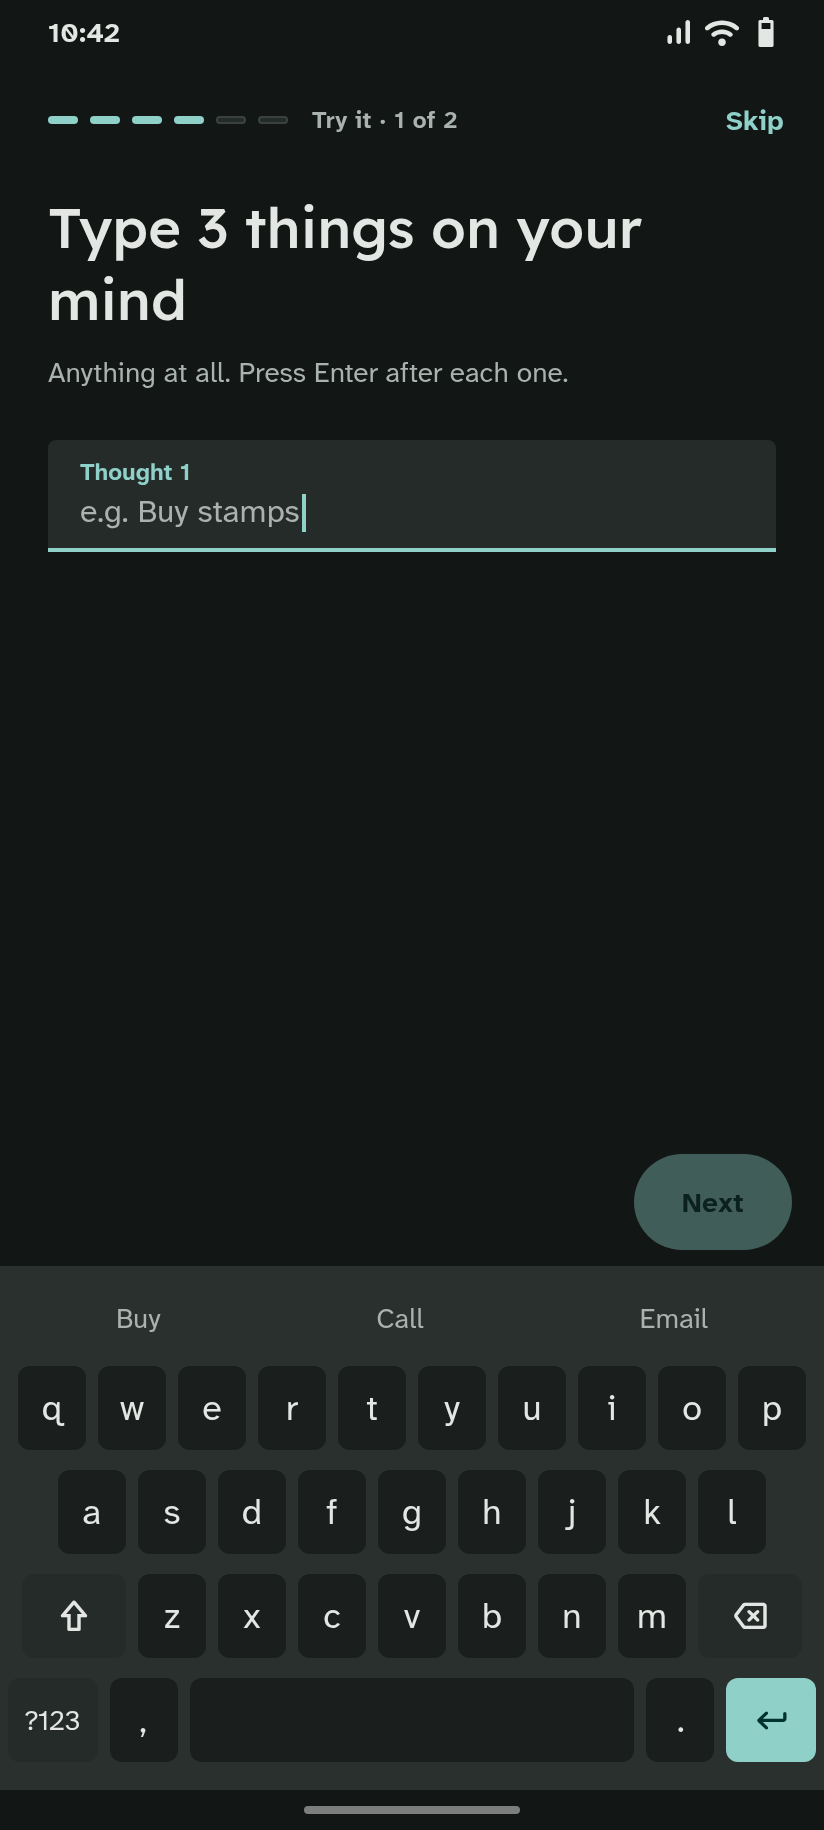 10:42
Try it · 1 of 2
Skip
Type 3 things on your
mind
Anything at all. Press Enter after each one.
Thought 1
e.g. Buy stamps
Next
Buy Call Email
q w e r t y u i o p
a s d f g h j k l
z x c v b n m
?123 , .